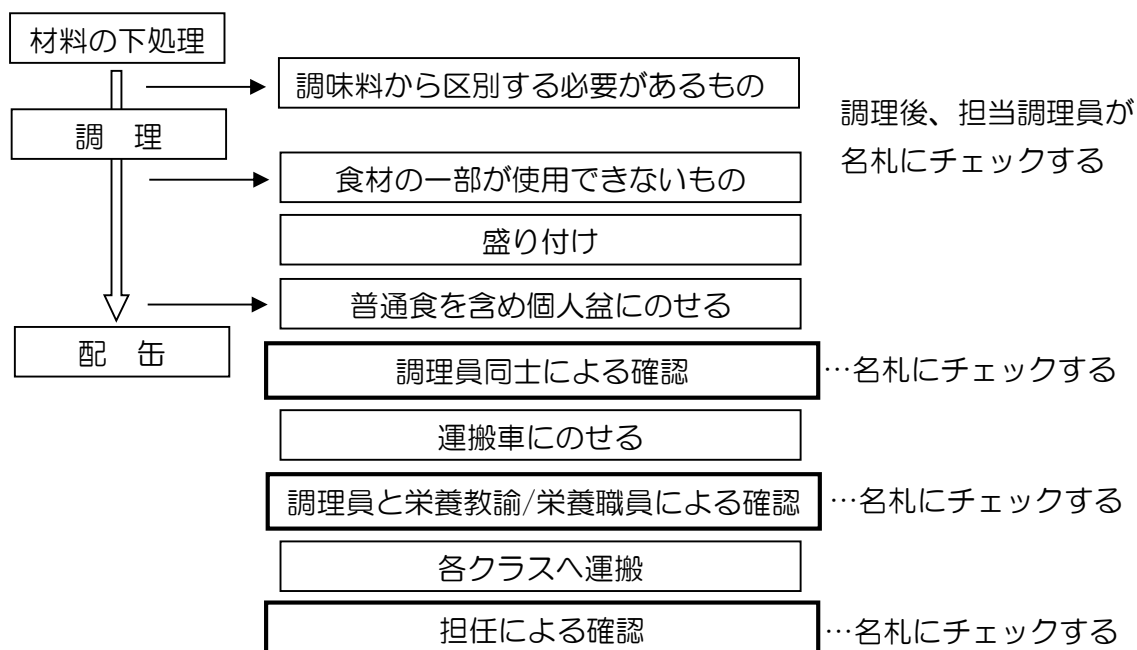 材料の下処理
調味料から区別する必要があるもの
調理後、担当調理員が
名札にチェックする
調　理
食材の一部が使用できないもの
盛り付け
普通食を含め個人盆にのせる
配　缶
調理員同士による確認
…名札にチェックする
運搬車にのせる
調理員と栄養教諭/栄養職員による確認
…名札にチェックする
各クラスへ運搬
担任による確認
…名札にチェックする